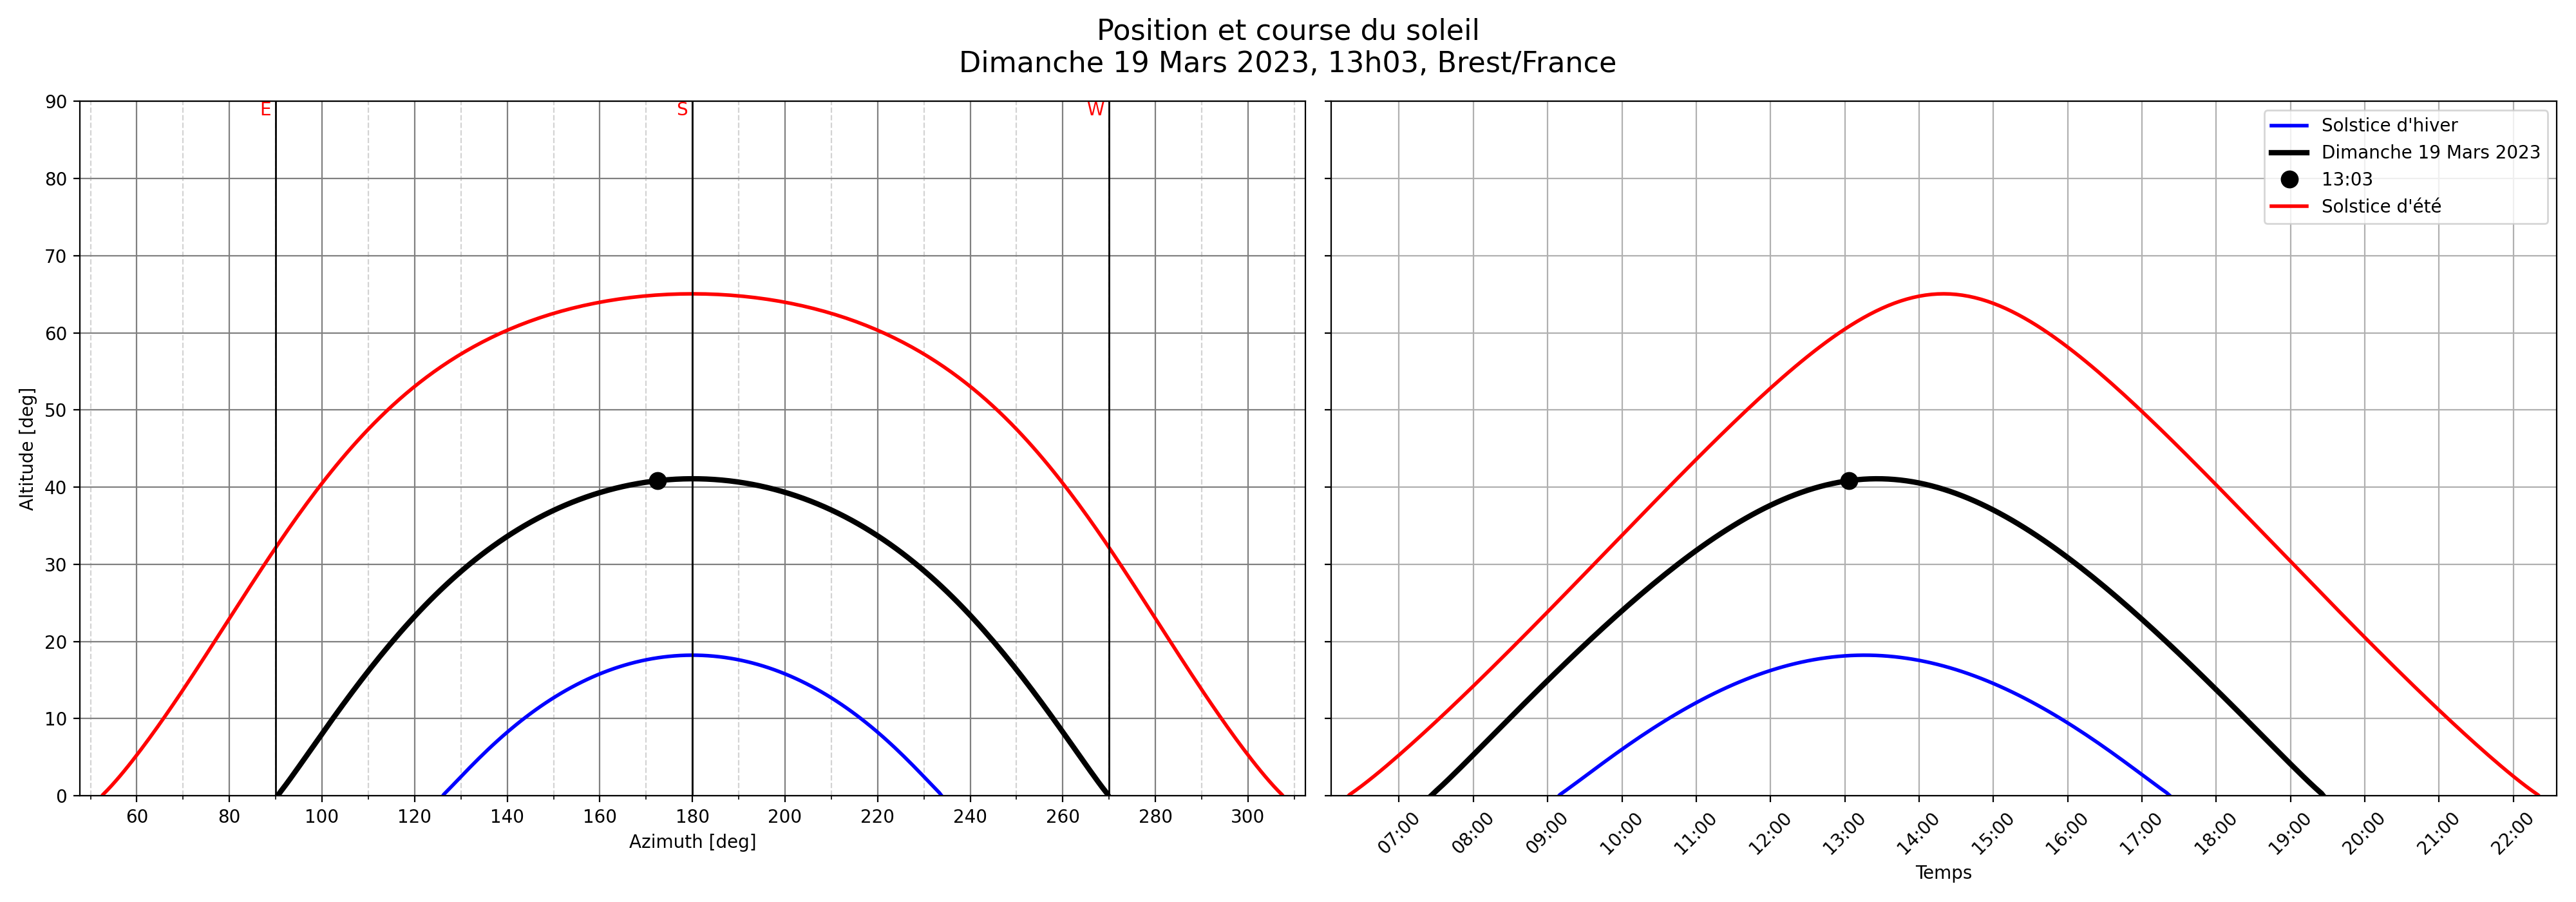 Position et course du soleil
Dimanche 19 Mars 2023, 13h03, Brest/France
E
S
W
90
80
70
60
50
40
30
20
10
0
Altitude [deg]
60 80 100 120 140 160 180 200 220 240 260 280 300
Azimuth [deg]
Solstice d'hiver
Dimanche 19 Mars 2023
13:03
Solstice d'été
07:00 08:00 09:00 10:00 11:00 12:00 13:00 14:00 15:00 16:00 17:00 18:00 19:00 20:00 21:00 22:00
Temps